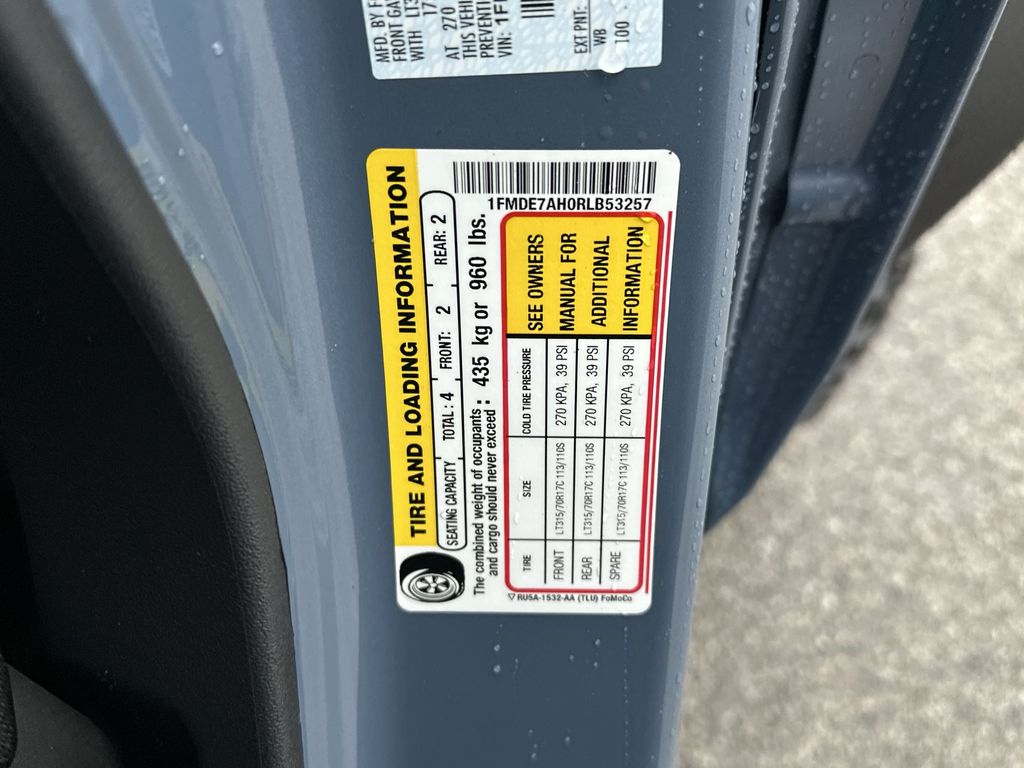 MFD. BY F
FRONT GA
WITH LT3
AT 270
THIS VEHI
PREVENTI
VIN: 1F
EXT PNT:
WB
100
1FMDE7AH0RLB53257
TIRE AND LOADING INFORMATION
SEATING CAPACITY TOTAL: 4 FRONT: 2 REAR: 2
The combined weight of occupants : 435 kg or 960 lbs.
and cargo should never exceed :
TIRE SIZE COLD TIRE PRESSURE SEE OWNERS
FRONT LT315/70R17C 113/110S 270 KPA, 39 PSI MANUAL FOR
REAR LT315/70R17C 113/110S 270 KPA, 39 PSI ADDITIONAL
SPARE LT315/70R17C 113/110S 270 KPA, 39 PSI INFORMATION
RU5A-1532-AA (TLU) FoMoCo